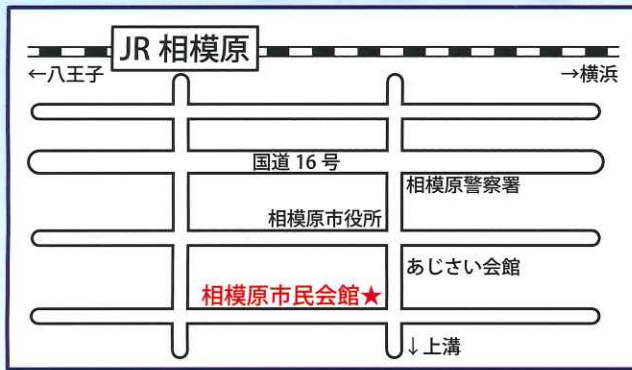 JR 相模原
←八王子
→横浜
国道 16 号
相模原警察署
相模原市役所
あじさい会館
相模原市民会館★
↓上溝